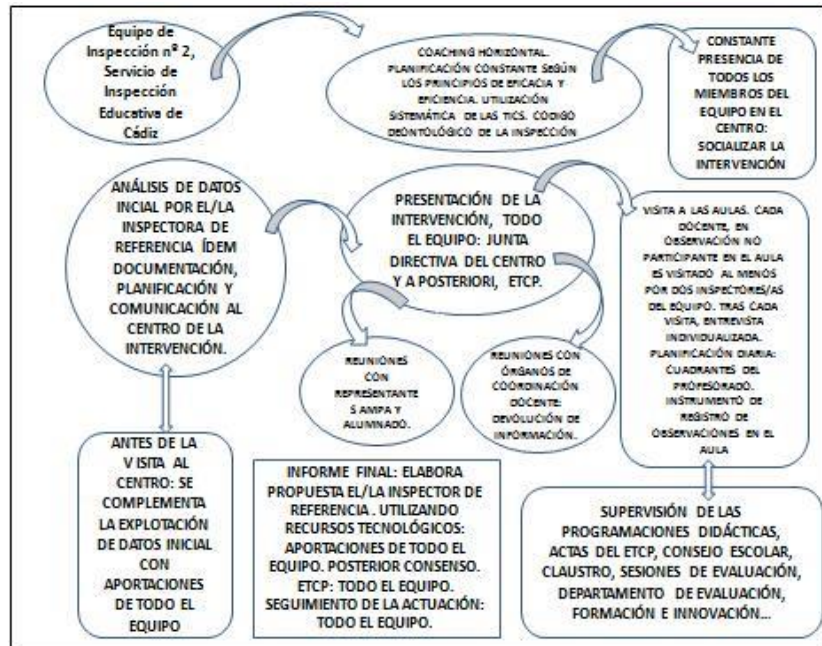 Equipo de
Inspección nº 2,
Servicio de
Inspección
Educativa de
Cádiz
COACHING HORIZONTAL.
PLANIFICACIÓN CONSTANTE SEGÚN
LOS PRINCIPIOS DE EFICACIA Y
EFICIENCIA. UTILIZACIÓN
SISTEMÁTICA DE LAS TICS. CÓDIGO
DEONTOLÓGICO DE LA INSPECCIÓN
CONSTANTE
PRESENCIA DE
TODOS LOS
MIEMBROS DEL
EQUIPO EN EL
CENTRO:
SOCIALIZAR LA
INTERVENCIÓN
ANÁLISIS DE DATOS
INCIAL POR EL/LA
INSPECTORA DE
REFERENCIA ÍDEM
DOCUMENTACIÓN,
PLANIFICACIÓN Y
COMUNICACIÓN AL
CENTRO DE LA
INTERVENCIÓN.
PRESENTACIÓN DE LA
INTERVENCIÓN, TODO
EL EQUIPO: JUNTA
DIRECTIVA DEL CENTRO
Y A POSTERIORI, ETCP.
VISITA A LAS AULAS. CADA
DOCENTE, EN
OBSERVACIÓN NO
PARTICIPANTE EN EL AULA
ES VISITADO AL MENOS
POR DOS INSPECTORES/AS
DEL EQUIPO. TRAS CADA
VISITA, ENTREVISTA
INDIVIDUALIZADA.
PLANIFICACIÓN DIARIA:
CUADRANTES DEL
PROFESORADO.
INSTRUMENTO DE
REGISTRO DE
OBSERVACIONES EN EL
AULA
REUNIONES
CON
REPRESENTANTE
S AMPA Y
ALUMNADO.
REUNIONES CON
ÓRGANOS DE
COORDINACIÓN
DOCENTE:
DEVOLUCIÓN DE
INFORMACIÓN.
ANTES DE LA
VISITA AL
CENTRO: SE
COMPLEMENTA
LA EXPLOTACIÓN
DE DATOS INICIAL
CON
APORTACIONES
DE TODO EL
EQUIPO
INFORME FINAL: ELABORA
PROPUESTA EL/LA INSPECTOR DE
REFERENCIA. UTILIZANDO
RECURSOS TECNOLÓGICOS:
APORTACIONES DE TODO EL
EQUIPO. POSTERIOR CONSENSO.
ETCP: TODO EL EQUIPO.
SEGUIMIENTO DE LA ACTUACIÓN:
TODO EL EQUIPO.
SUPERVISIÓN DE LAS
PROGRAMACIONES DIDÁCTICAS,
ACTAS DEL ETCP, CONSEJO ESCOLAR,
CLAUSTRO, SESIONES DE EVALUACIÓN,
DEPARTAMENTO DE EVALUACIÓN,
FORMACIÓN E INNOVACIÓN...